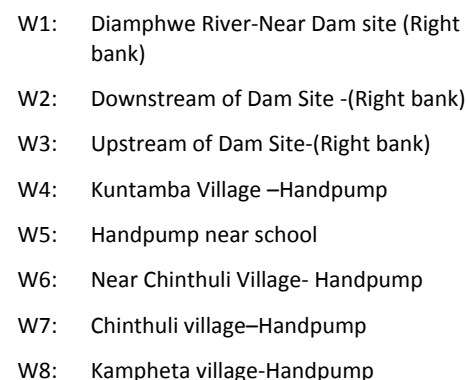 W1: Diamphwe River-Near Dam site (Right
bank)
W2: Downstream of Dam Site -(Right bank)
W3: Upstream of Dam Site-(Right bank)
W4: Kuntamba Village –Handpump
W5: Handpump near school
W6: Near Chinthuli Village- Handpump
W7: Chinthuli village–Handpump
W8: Kampheta village-Handpump